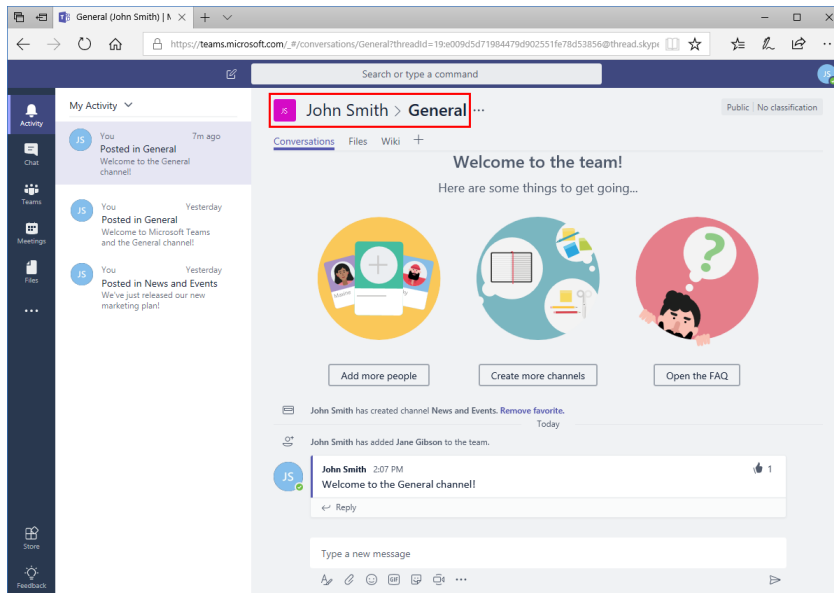 General (John Smith) | M
https://teams.microsoft.com/_#/conversations/General?threadId=19:e009d5d71984479d902551fe78d53856@thread.skype
Search or type a command
JS
Activity
Chat
Teams
Meetings
Files
Store
Feedback
My Activity
JS
You 7m ago
Posted in General
Welcome to the General
channel!
JS
You Yesterday
Posted in General
Welcome to Microsoft Teams
and the General channel!
JS
You Yesterday
Posted in News and Events
We've just released our new
marketing plan!
JS John Smith > General ...
Public | No classification
Conversations Files Wiki +
Welcome to the team!
Here are some things to get going...
Maxine
Add more people
Create more channels
Open the FAQ
John Smith has created channel News and Events. Remove favorite.
Today
John Smith has added Jane Gibson to the team.
JS
John Smith 2:07 PM
1
Welcome to the General channel!
Reply
Type a new message
GIF